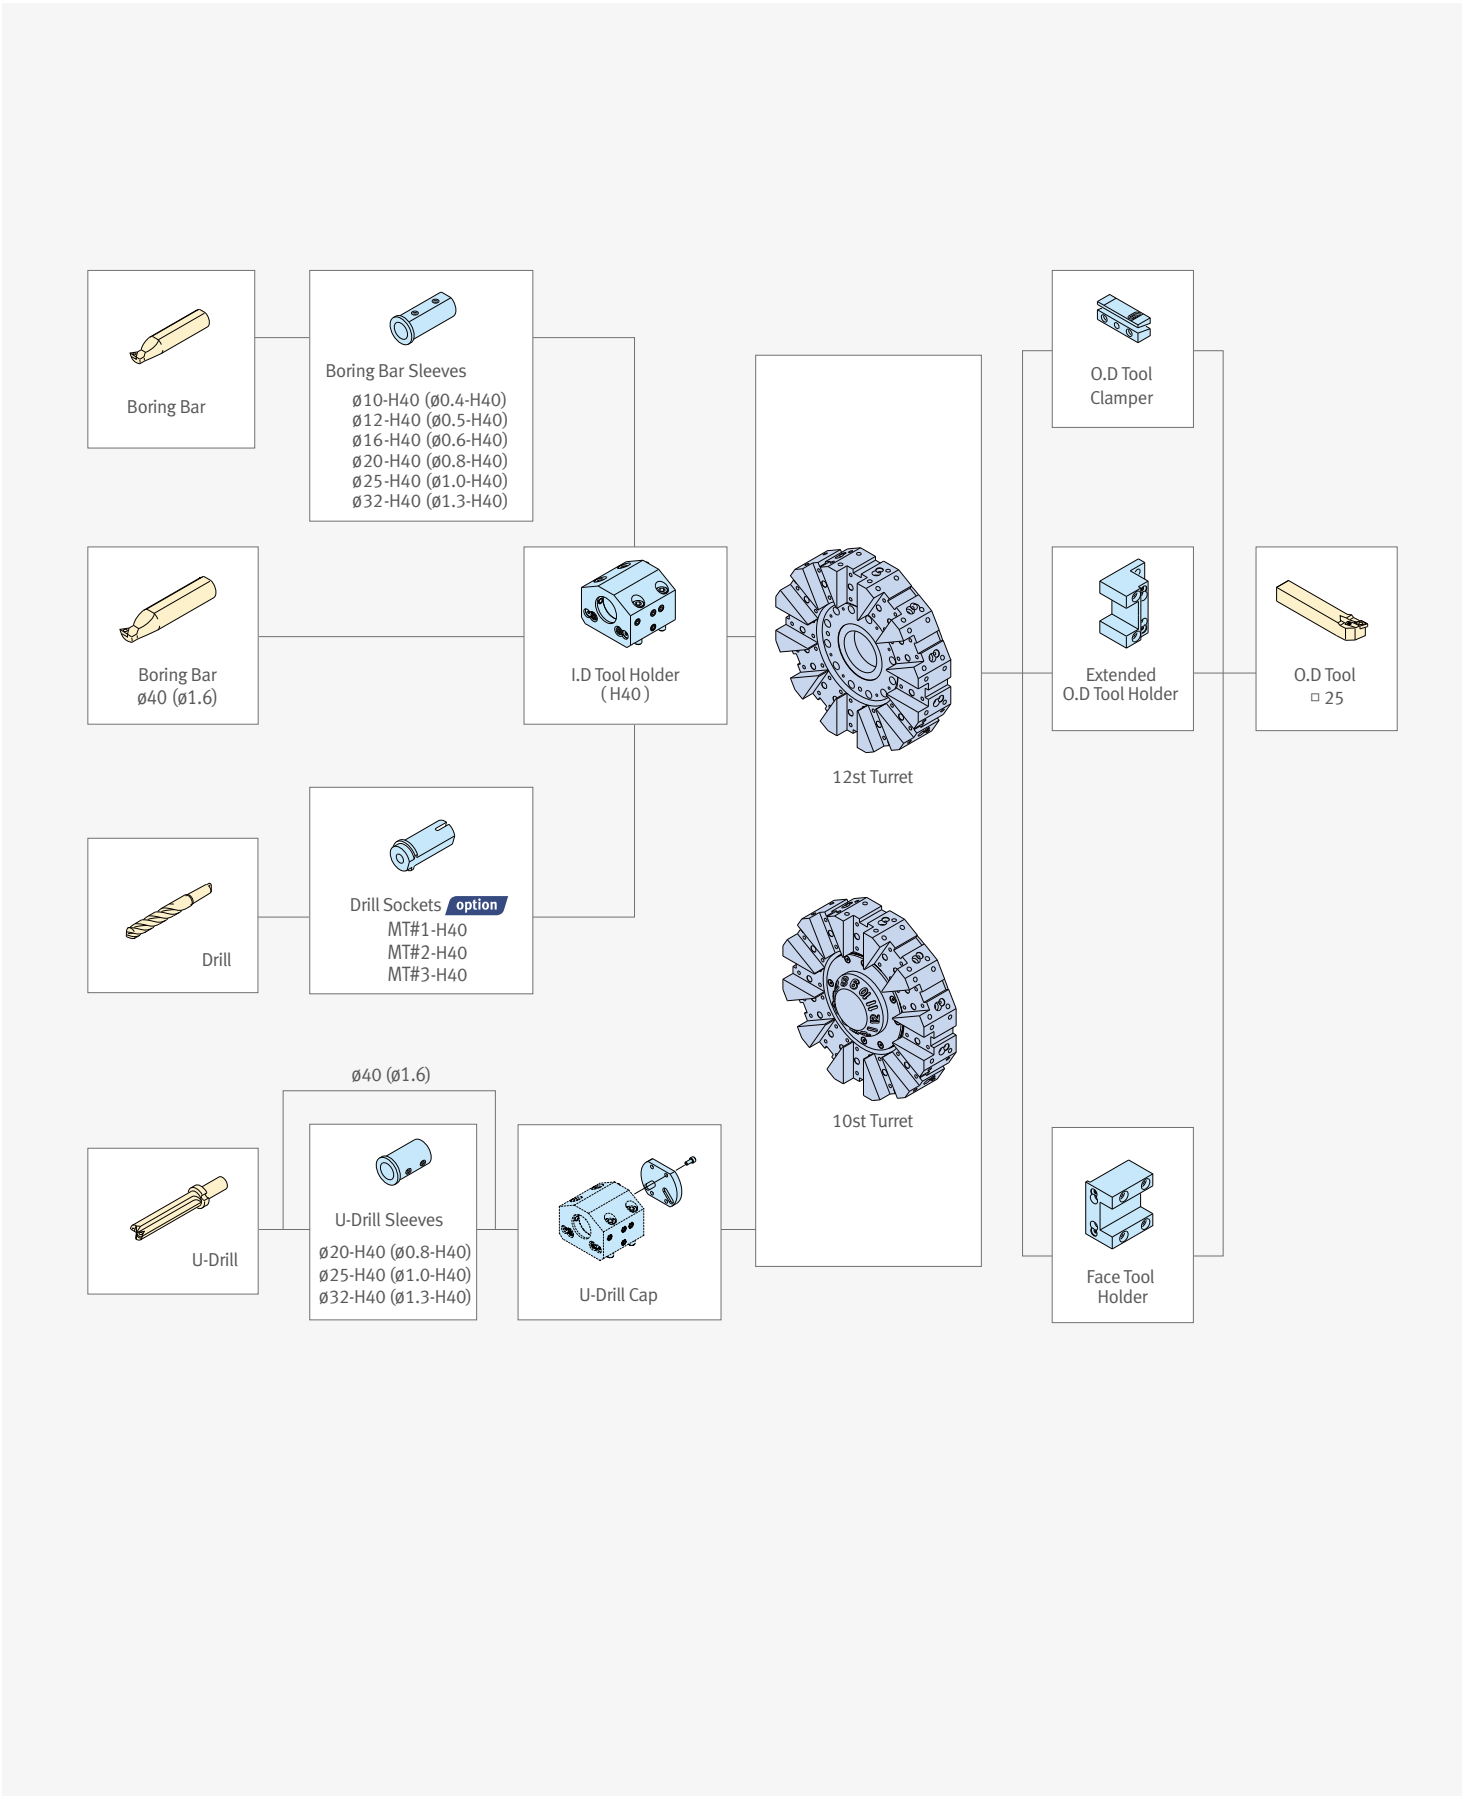 Boring Bar
Boring Bar Sleeves
ø10-H40 (ø0.4-H40)
ø12-H40 (ø0.5-H40)
ø16-H40 (ø0.6-H40)
ø20-H40 (ø0.8-H40)
ø25-H40 (ø1.0-H40)
ø32-H40 (ø1.3-H40)
O.D Tool
Clamper
Boring Bar
ø40 (ø1.6)
I.D Tool Holder
( H40 )
12st Turret
Extended
O.D Tool Holder
O.D Tool
□ 25
Drill
Drill Sockets option
MT#1-H40
MT#2-H40
MT#3-H40
10st Turret
ø40 (ø1.6)
U-Drill
U-Drill Sleeves
ø20-H40 (ø0.8-H40)
ø25-H40 (ø1.0-H40)
ø32-H40 (ø1.3-H40)
U-Drill Cap
Face Tool
Holder